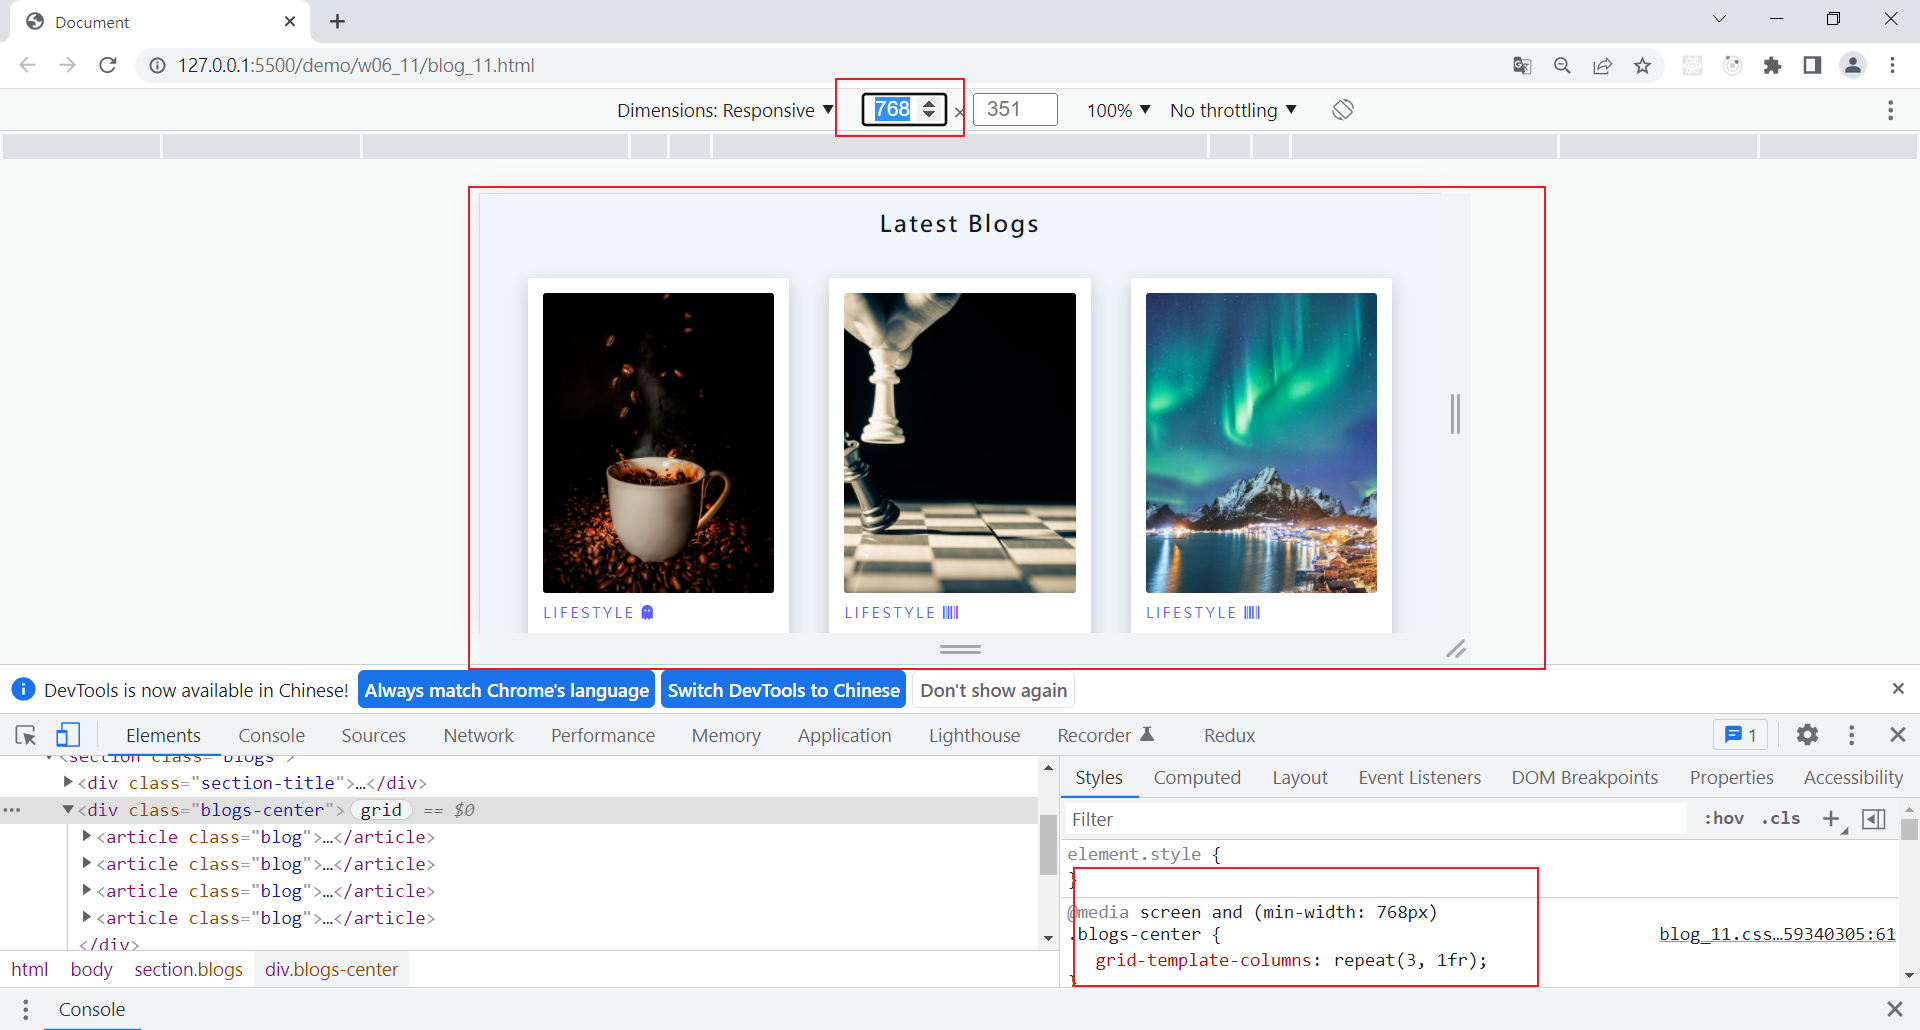 Document
127.0.0.1:5500/demo/w06_11/blog_11.html
Dimensions: Responsive 768 × 351 100% No throttling
Latest Blogs
LIFESTYLE LIFESTYLE LIFESTYLE
DevTools is now available in Chinese! Always match Chrome's language Switch DevTools to Chinese Don't show again
Elements Console Sources Network Performance Memory Application Lighthouse Recorder Redux 1
<section class="blogs">
<div class="section-title">…</div>
<div class="blogs-center"> grid == $0
<article class="blog">…</article>
<article class="blog">…</article>
<article class="blog">…</article>
<article class="blog">…</article>
</div>
html body section.blogs div.blogs-center
Styles Computed Layout Event Listeners DOM Breakpoints Properties Accessibility
Filter :hov .cls
element.style {
}
@media screen and (min-width: 768px)
.blogs-center { blog_11.css…59340305:61
grid-template-columns: repeat(3, 1fr);
}
Console